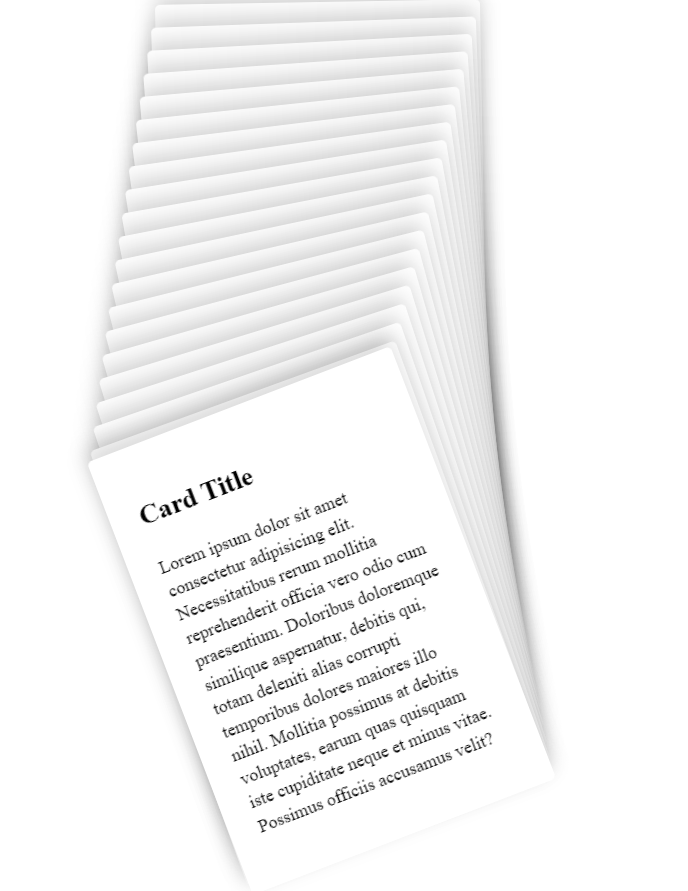 Card Title
Lorem ipsum dolor sit amet
consectetur adipisicing elit.
Necessitatibus rerum mollitia
reprehenderit officia vero odio cum
praesentium. Doloribus doloremque
similique aspernatur, debitis qui,
totam deleniti alias corrupti
temporibus dolores maiores illo
nihil. Mollitia possimus at debitis
voluptates, earum quas quisquam
iste cupiditate neque et minus vitae.
Possimus officiis accusamus velit?